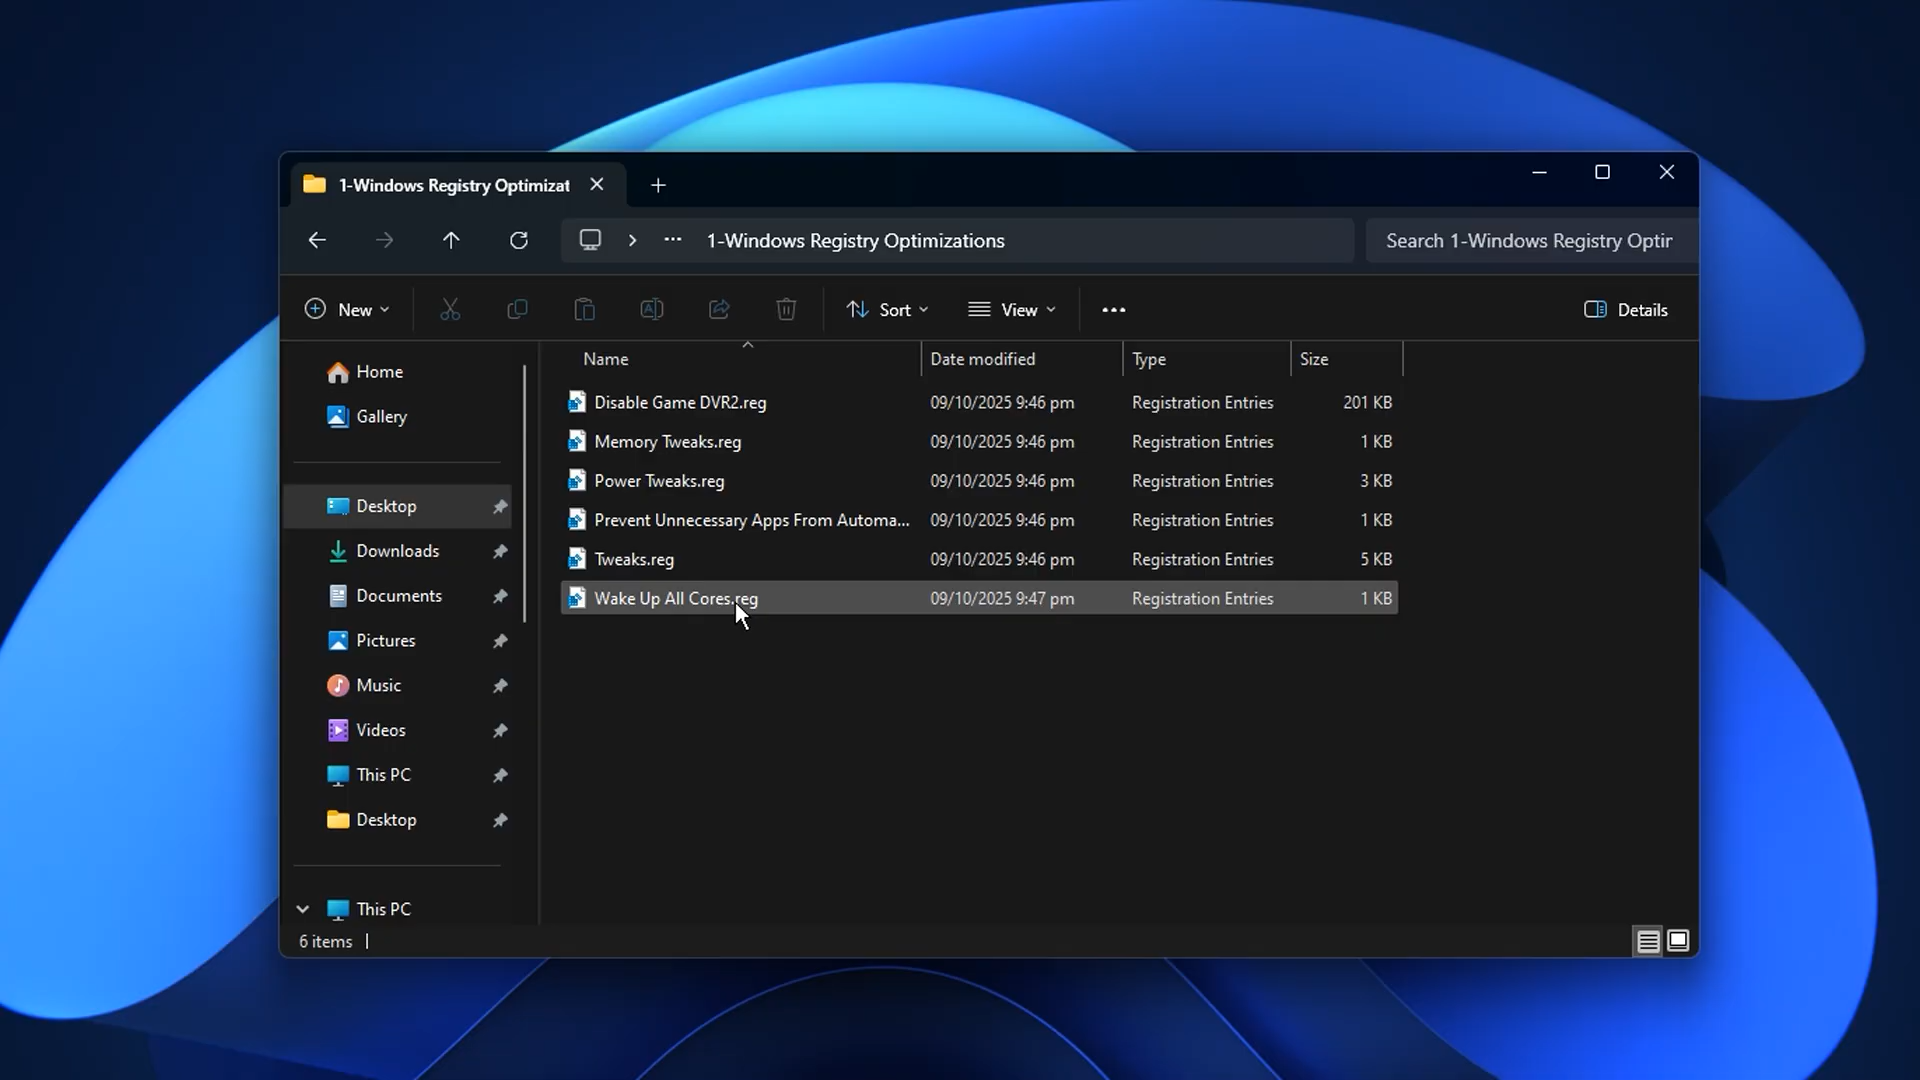 1-Windows Registry Optimizat
1-Windows Registry Optimizations
Search 1-Windows Registry Optir
New
Sort
View
Details
Home
Gallery
Desktop
Downloads
Documents
Pictures
Music
Videos
This PC
Desktop
This PC
Name Date modified Type Size
Disable Game DVR2.reg 09/10/2025 9:46 pm Registration Entries 201 KB
Memory Tweaks.reg 09/10/2025 9:46 pm Registration Entries 1 KB
Power Tweaks.reg 09/10/2025 9:46 pm Registration Entries 3 KB
Prevent Unnecessary Apps From Automa... 09/10/2025 9:46 pm Registration Entries 1 KB
Tweaks.reg 09/10/2025 9:46 pm Registration Entries 5 KB
Wake Up All Cores.reg 09/10/2025 9:47 pm Registration Entries 1 KB
6 items